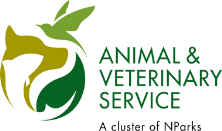 ANIMAL &
VETERINARY
SERVICE
A cluster of NParks